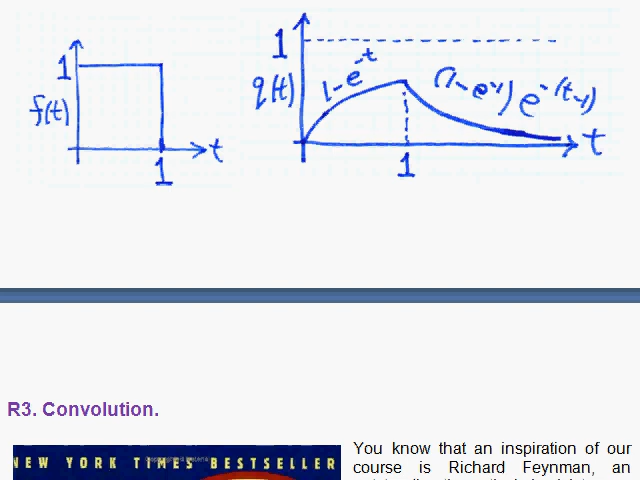 1
f(t)
1
t
1
q(t)
1-e^-t
(1-e^-1) e^-(t-1)
1
t
R3. Convolution.
NEW YORK TIMES BESTSELLER
You know that an inspiration of our
course is Richard Feynman, an